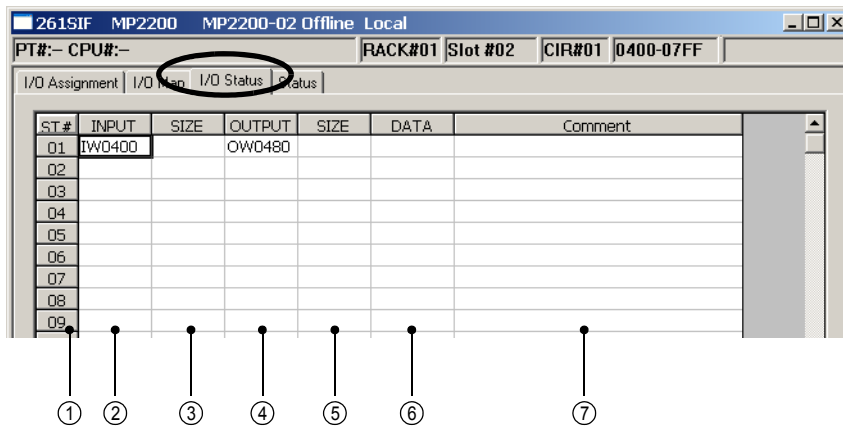 261SIF MP2200 MP2200-02 Offline Local
PT#:– CPU#:– RACK#01 Slot #02 CIR#01 0400-07FF
I/O Assignment I/O Map I/O Status Status
ST# INPUT SIZE OUTPUT SIZE DATA Comment
01 IW0400 OW0480
02
03
04
05
06
07
08
09
① ② ③ ④ ⑤ ⑥ ⑦